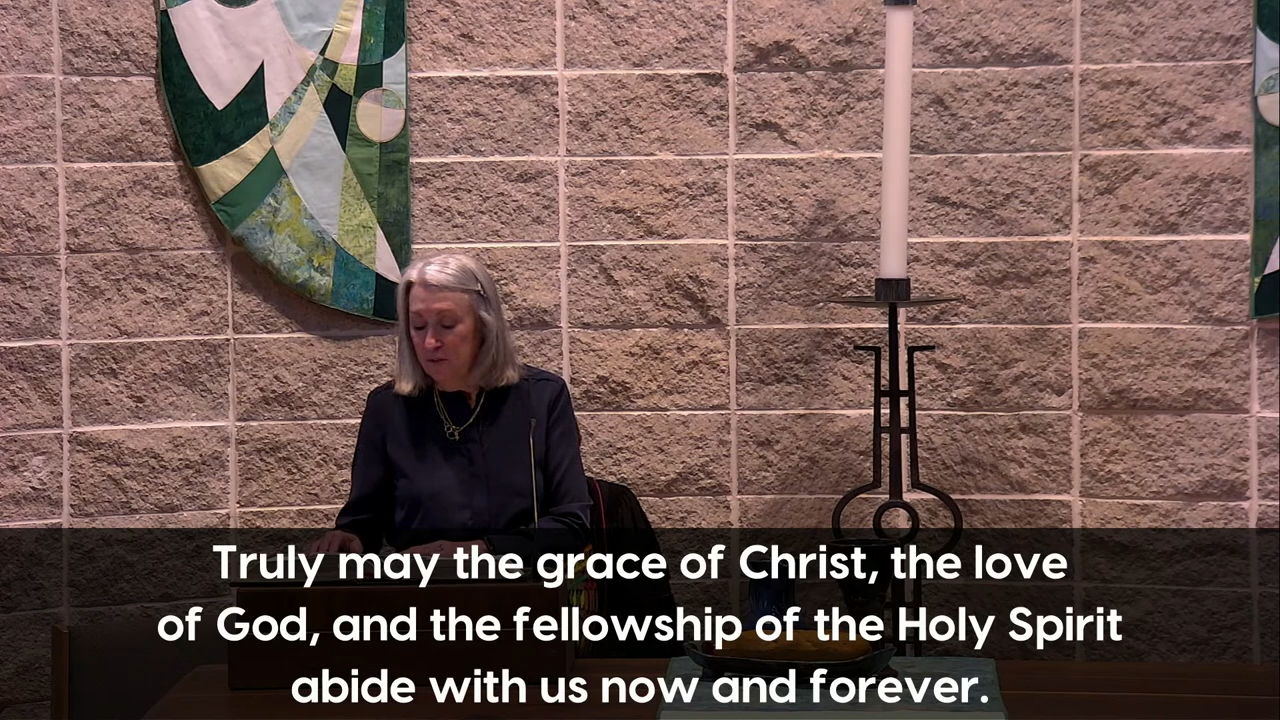 Truly may the grace of Christ, the love
of God, and the fellowship of the Holy Spirit
abide with us now and forever.